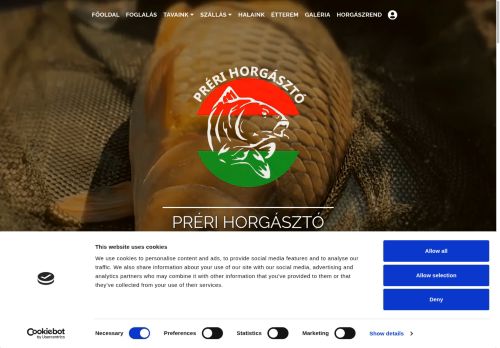 FŐOLDAL FOGLALÁS TAVAINK SZÁLLÁS HALAINK ÉTTEREM GALÉRIA HORGÁSZREND
PRÉRI HORGÁSZTÓ
PRÉRI HORGÁSZTÓ
This website uses cookies
We use cookies to personalise content and ads, to provide social media features and to analyse our
traffic. We also share information about your use of our site with our social media, advertising and
analytics partners who may combine it with other information that you've provided to them or that
they've collected from your use of their services.
Allow all
Allow selection
Deny
Cookiebot
by Usercentrics
Necessary Preferences Statistics Marketing Show details